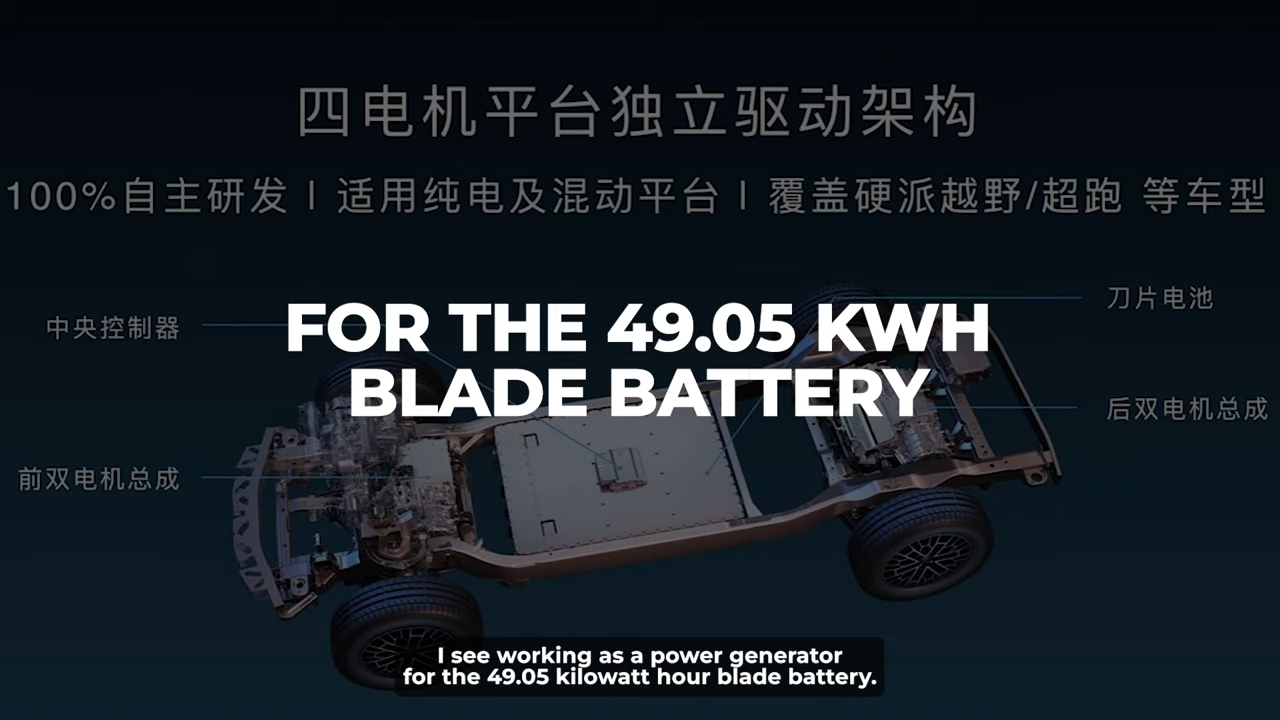 四电机平台独立驱动架构
100%自主研发 | 适用纯电及混动平台 | 覆盖硬派越野/超跑 等车型
刀片电池
中央控制器
FOR THE 49.05 KWH
BLADE BATTERY
后双电机总成
前双电机总成
I see working as a power generator
for the 49.05 kilowatt hour blade battery.